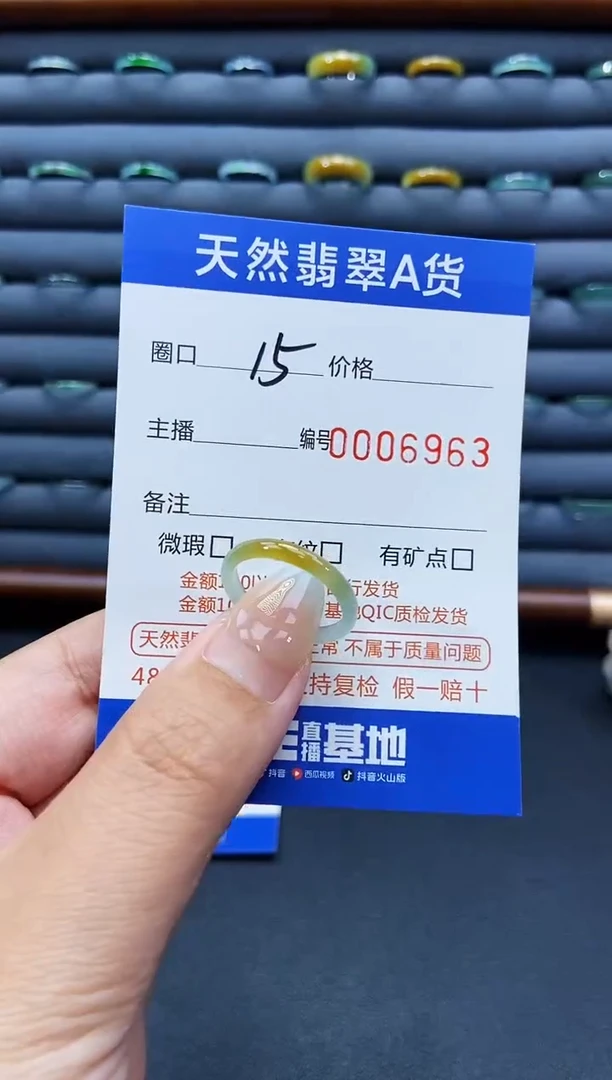 天然翡翠A货
圈口 15 价格
主播 编号0006963
备注
微瑕 纹 有矿点
金额 行发货
金额 基地QIC质检发货
天然 正常 不属于质量问题
48 支持复检 假一赔十
直播基地
抖音 西瓜视频 抖音火山版